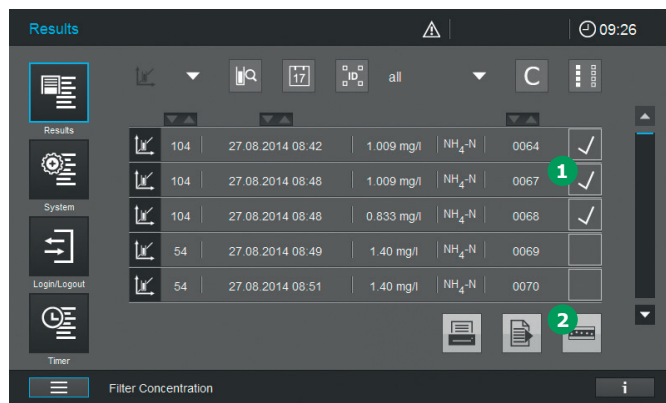 Results
09:26
17
ID
all
C
Results
104 27.08.2014 08:42 1.009 mg/l NH4-N 0064
104 27.08.2014 08:48 1.009 mg/l NH4-N 0067
1
System
104 27.08.2014 08:48 0.833 mg/l NH4-N 0068
54 27.08.2014 08:49 1.40 mg/l NH4-N 0069
Login/Logout
54 27.08.2014 08:51 1.40 mg/l NH4-N 0070
2
Timer
Filter Concentration
i